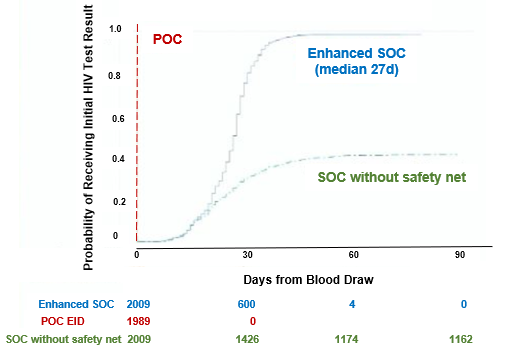 Probability of Receiving Initial HIV Test Result
1.0
0.8
0.6
0.4
0.2
0
POC
Enhanced SOC
(median 27d)
SOC without safety net
0
30
60
90
Days from Blood Draw
Enhanced SOC 2009 600 4 0
POC EID 1989 0
SOC without safety net 2009 1426 1174 1162